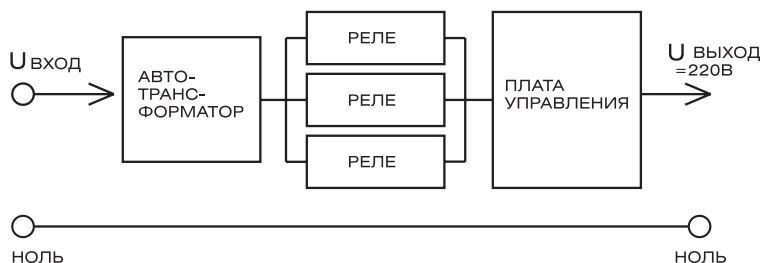 U ВХОД
АВТО-
ТРАНС-
ФОРМАТОР
РЕЛЕ
РЕЛЕ
РЕЛЕ
ПЛАТА
УПРАВЛЕНИЯ
U ВЫХОД
=220В
НОЛЬ
НОЛЬ